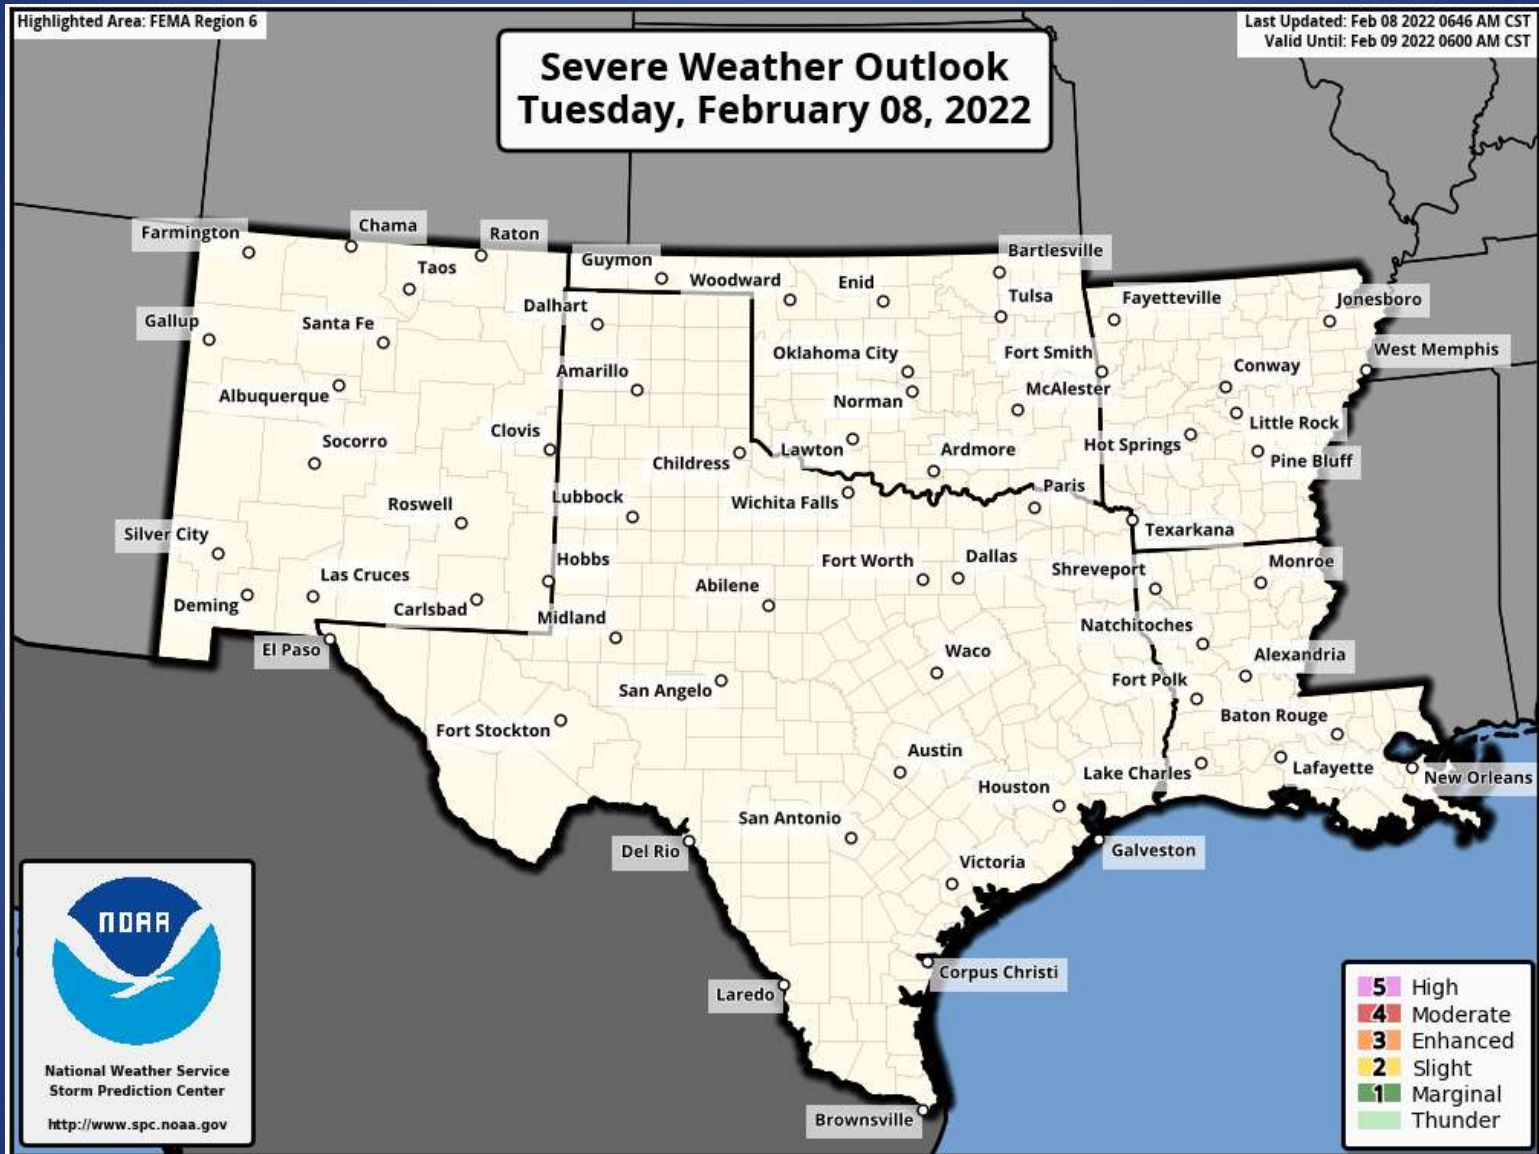 Highlighted Area: FEMA Region 6
Last Updated: Feb 08 2022 0646 AM CST
Valid Until: Feb 09 2022 0600 AM CST
Severe Weather Outlook
Tuesday, February 08, 2022
Farmington
Chama
Raton
Taos
Guymon
Woodward
Enid
Bartlesville
Tulsa
Fayetteville
Jonesboro
Gallup
Santa Fe
Dalhart
Amarillo
Oklahoma City
Fort Smith
Conway
West Memphis
Albuquerque
Norman
McAlester
Little Rock
Socorro
Clovis
Childress
Lawton
Ardmore
Hot Springs
Pine Bluff
Roswell
Lubbock
Wichita Falls
Paris
Texarkana
Silver City
Las Cruces
Hobbs
Fort Worth
Dallas
Shreveport
Monroe
Deming
Carlsbad
Midland
Abilene
Natchitoches
El Paso
San Angelo
Waco
Alexandria
Fort Polk
Fort Stockton
Baton Rouge
Austin
Lake Charles
Lafayette
New Orleans
Houston
San Antonio
Del Rio
Galveston
Victoria
Corpus Christi
Laredo
Brownsville
NOAA
National Weather Service
Storm Prediction Center
http://www.spc.noaa.gov
5 High
4 Moderate
3 Enhanced
2 Slight
1 Marginal
Thunder